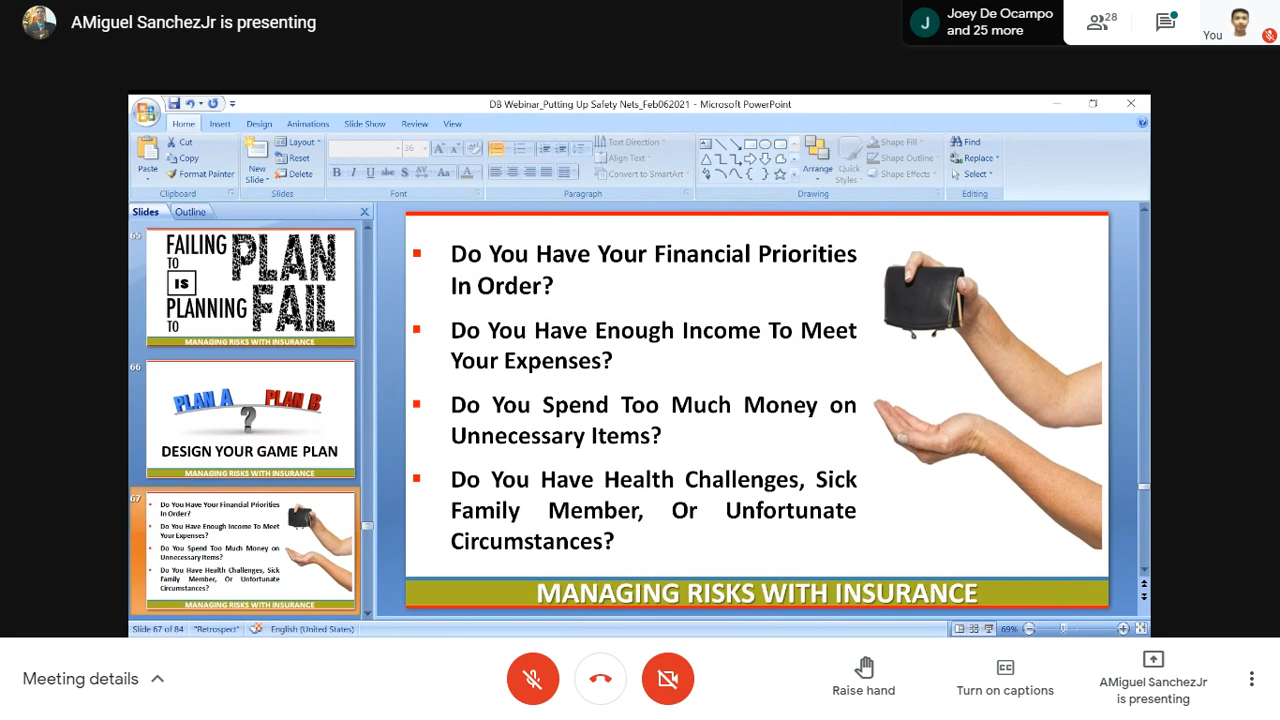 AMiguel SanchezJr is presenting
J
Joey De Ocampo
and 25 more
28
You
DB Webinar_Putting Up Safety Nets_Feb062021 - Microsoft PowerPoint
Home Insert Design Animations Slide Show Review View
Paste
Cut
Copy
Format Painter
Clipboard
New
Slide
Layout
Reset
Delete
Slides
36
B I U abe S AV Aa A
Font
Text Direction
Align Text
Convert to SmartArt
Paragraph
Arrange
Quick
Styles
Shape Fill
Shape Outline
Shape Effects
Drawing
Find
Replace
Select
Editing
Slides Outline
65
FAILING
TO
IS
PLANNING
TO
PLAN
FAIL
MANAGING RISKS WITH INSURANCE
66
PLAN A ? PLAN B
DESIGN YOUR GAME PLAN
MANAGING RISKS WITH INSURANCE
67
Do You Have Your Financial Priorities
In Order?
Do You Have Enough Income To Meet
Your Expenses?
Do You Spend Too Much Money on
Unnecessary Items?
Do You Have Health Challenges, Sick
Family Member, Or Unfortunate
Circumstances?
MANAGING RISKS WITH INSURANCE
Do You Have Your Financial Priorities
In Order?
Do You Have Enough Income To Meet
Your Expenses?
Do You Spend Too Much Money on
Unnecessary Items?
Do You Have Health Challenges, Sick
Family Member, Or Unfortunate
Circumstances?
MANAGING RISKS WITH INSURANCE
Slide 67 of 84 "Retrospect" English (United States)
69%
Meeting details
Raise hand
CC
Turn on captions
AMiguel SanchezJr
is presenting